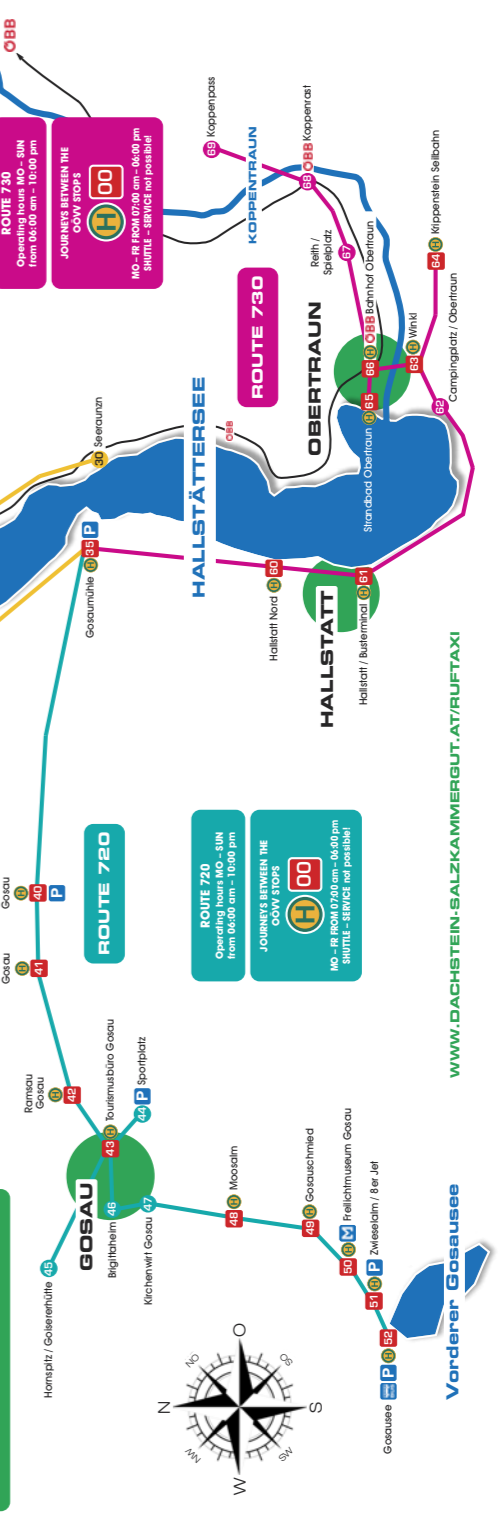 ÖBB
ROUTE 730
Operating hours MO – SUN
from 06:00 am – 10:00 pm
JOURNEYS BETWEEN THE
OÖVV STOPS
H 00
MO – FR FROM 07:00 am – 06:00 pm
SHUTTLE – SERVICE not possible!
Gosau
H
41
Gosau
H
40
P
Ramsau
Gosau
H
42
Hornspitz / Goisererhütte 45
GOSAU
43 H Tourismusbüro Gosau
44 P Sportplatz
Brigittaheim 46
Kirchenwirt Gosau 47
48 H Moosalm
49 H Gosauschmied
50 H M Freilichtmuseum Gosau
51 H P Zwieselalm / 8er Jet
Gosausee P H 52
Vorderer Gosausee
N
NO
O
SO
S
SW
W
NW
ROUTE 720
ROUTE 720
Operating hours MO – SUN
from 06:00 am – 10:00 pm
JOURNEYS BETWEEN THE
OÖVV STOPS
H 00
MO – FR FROM 07:00 am – 06:00 pm
SHUTTLE – SERVICE not possible!
Gosaumühle H 35 P
30 Seeraunzn
HALLSTÄTTERSEE
ÖBB
Hallstatt Nord H 60
HALLSTATT
Hallstatt / Busterminal H 61
ROUTE 730
KOPPENTRAUN
69 Koppenpass
68 ÖBB Koppenrast
Reith /
Spielplatz
67
OBERTRAUN
66 H ÖBB Bahnhof Obertraun
Strandbad Obertraun H 65
63 H Winkl
64 H Krippenstein Seilbahn
62 Campingplatz / Obertraun
WWW.DACHSTEIN-SALZKAMMERGUT.AT/RUFTAXI